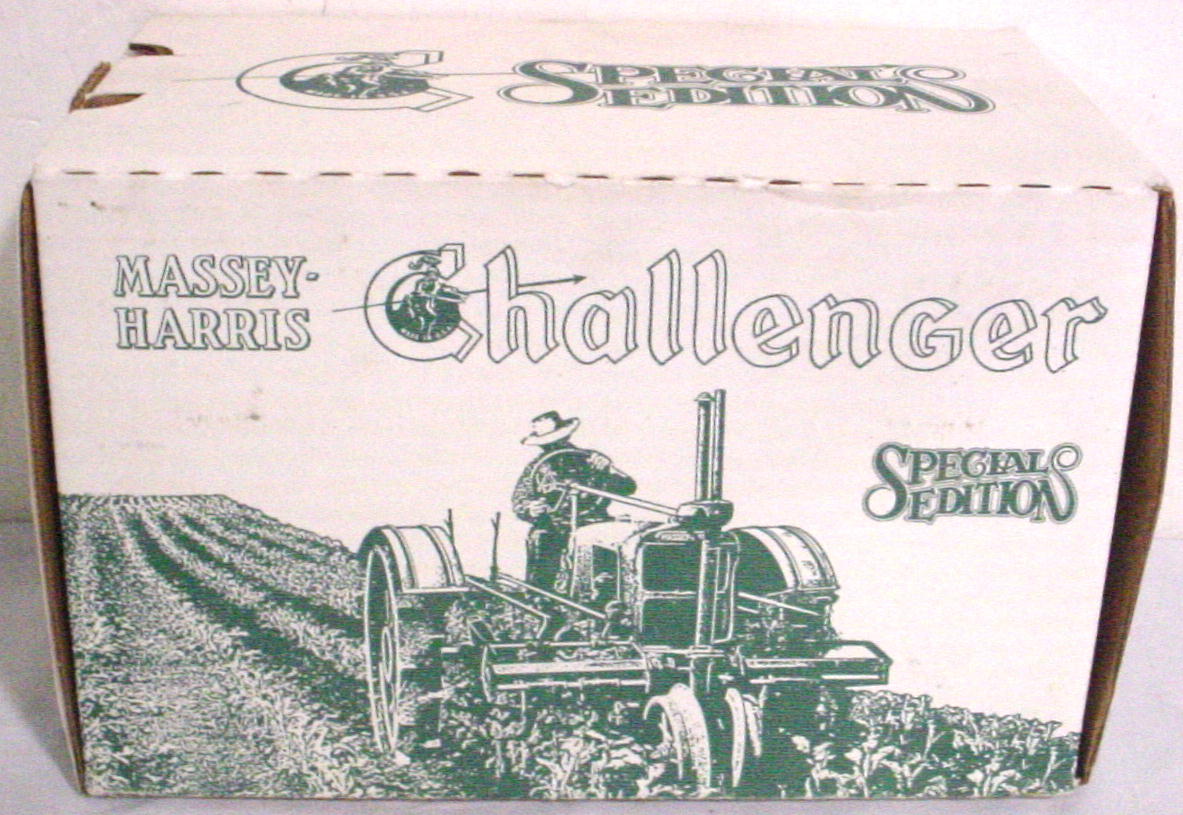 SPECIAL
EDITION
MASSEY-
HARRIS
Challenger
SPECIAL
EDITION